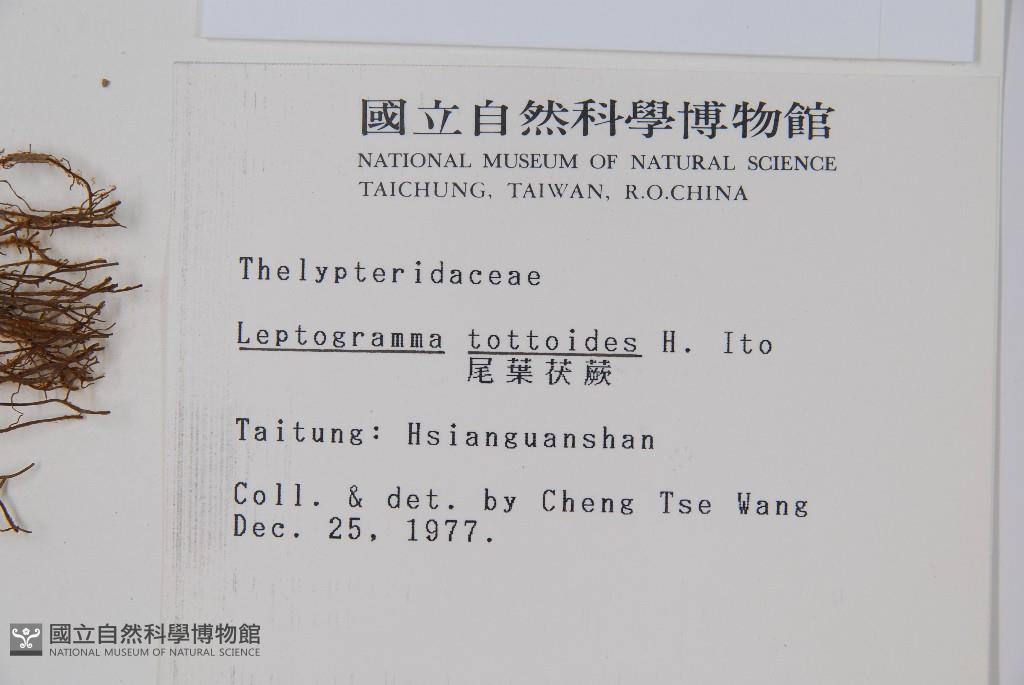 國立自然科學博物館
NATIONAL MUSEUM OF NATURAL SCIENCE
TAICHUNG, TAIWAN, R.O.CHINA
Thelypteridaceae
Leptogramma tottoides H. Ito
尾葉茯蕨
Taitung: Hsianguanshan
Coll. & det. by Cheng Tse Wang
Dec. 25, 1977.
國立自然科學博物館
NATIONAL MUSEUM OF NATURAL SCIENCE